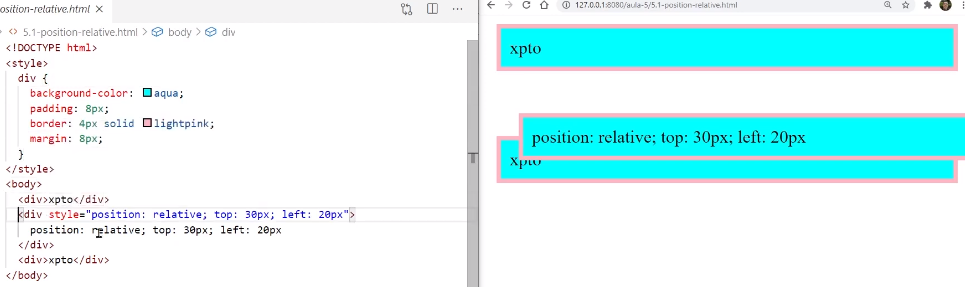 osition-relative.html ×
<> 5.1-position-relative.html > body > div
<!DOCTYPE html>
<style>
div {
background-color: aqua;
padding: 8px;
border: 4px solid lightpink;
margin: 8px;
}
</style>
<body>
<div>xpto</div>
<div style="position: relative; top: 30px; left: 20px">
position: relative; top: 30px; left: 20px
</div>
<div>xpto</div>
</body>
127.0.0.1:8080/aula-5/5.1-position-relative.html
xpto
position: relative; top: 30px; left: 20px
xpto